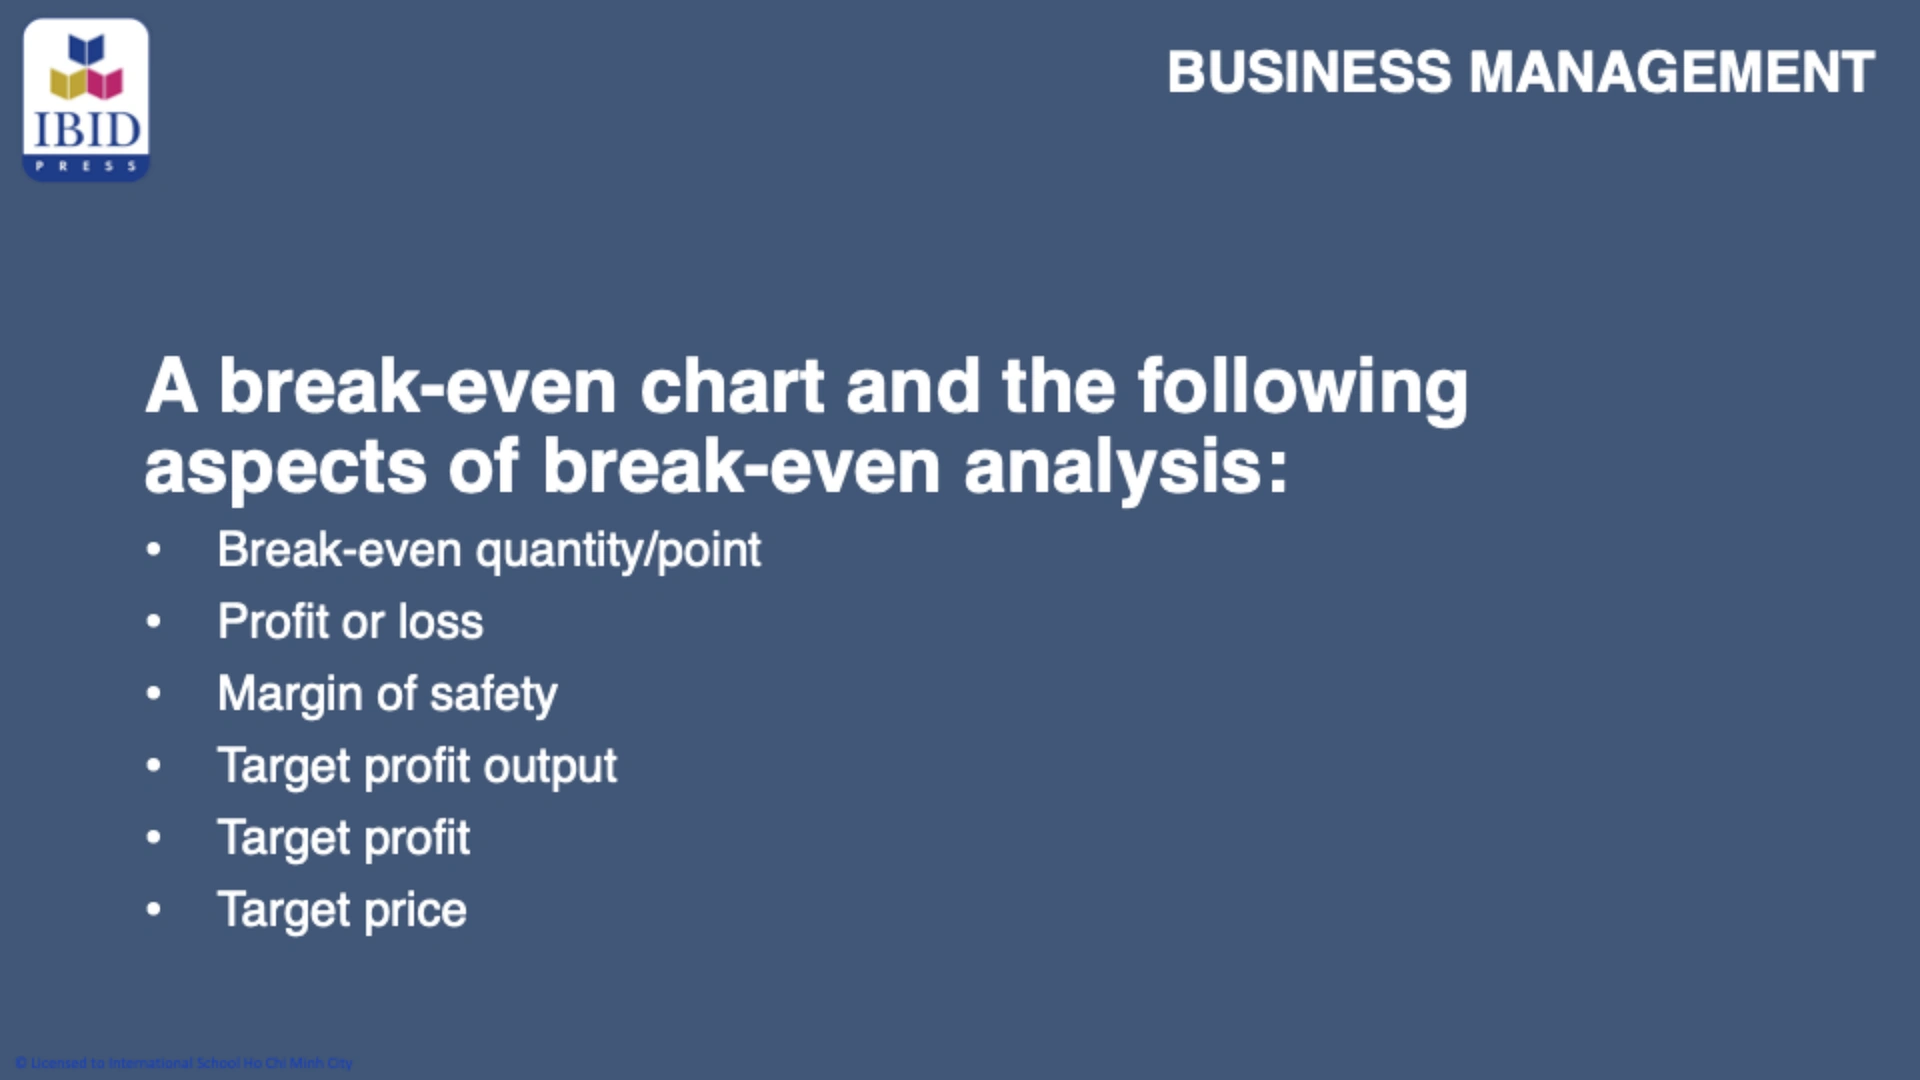 IBID
PRESS
BUSINESS MANAGEMENT
A break-even chart and the following
aspects of break-even analysis:
• Break-even quantity/point
• Profit or loss
• Margin of safety
• Target profit output
• Target profit
• Target price
© Licensed to International School Ho Chi Minh City